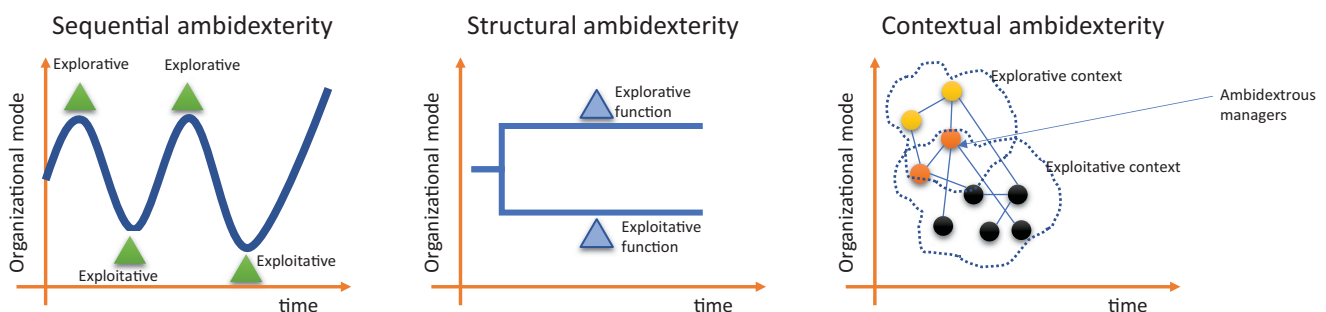 Sequential ambidexterity
Explorative
Explorative
Organizational mode
Exploitative
Exploitative
time
Structural ambidexterity
Explorative
function
Organizational mode
Exploitative
function
time
Contextual ambidexterity
Explorative context
Ambidextrous
managers
Organizational mode
Exploitative context
time